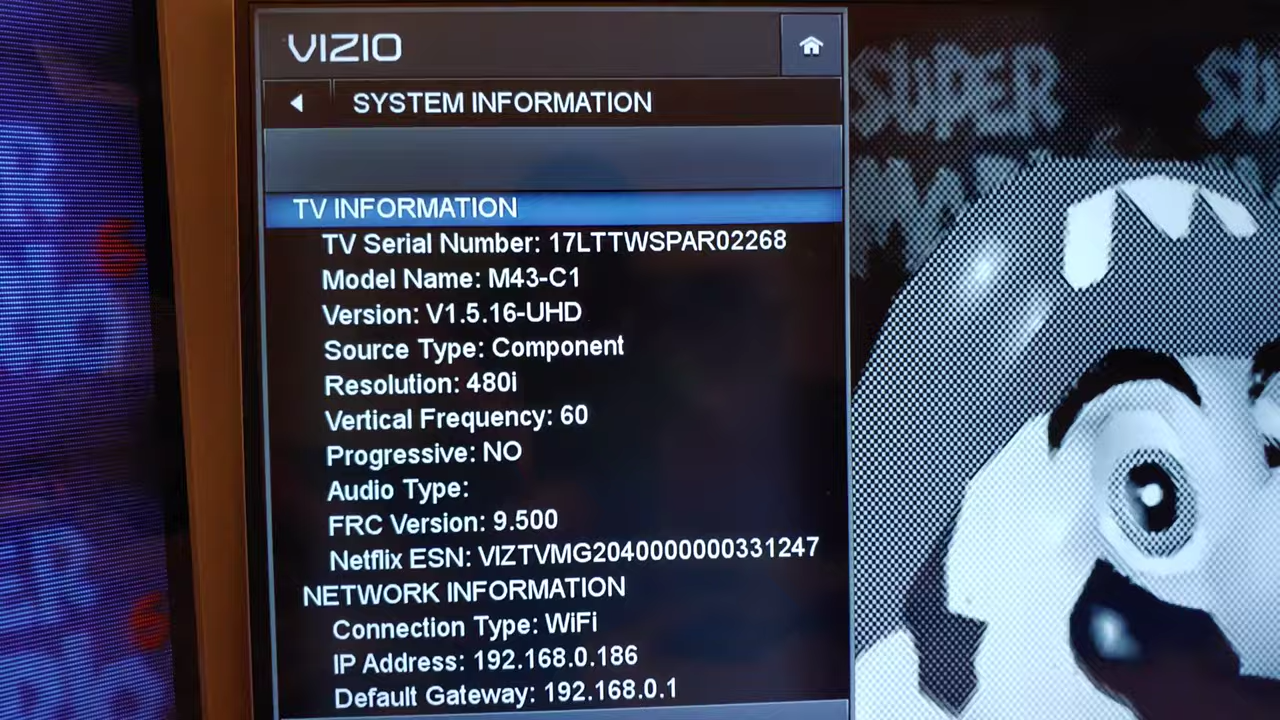 VIZIO
SYSTEM INFORMATION
TV INFORMATION
TV Serial Number: 17LTTWSPAR02268
Model Name: M43-C1
Version: V1.5.16-UHD
Source Type: Component
Resolution: 480i
Vertical Frequency: 60
Progressive: NO
Audio Type:
FRC Version: 9.500
Netflix ESN: VIZTVMG2040000000331247
NETWORK INFORMATION
Connection Type: WiFi
IP Address: 192.168.0.186
Default Gateway: 192.168.0.1
SUPER